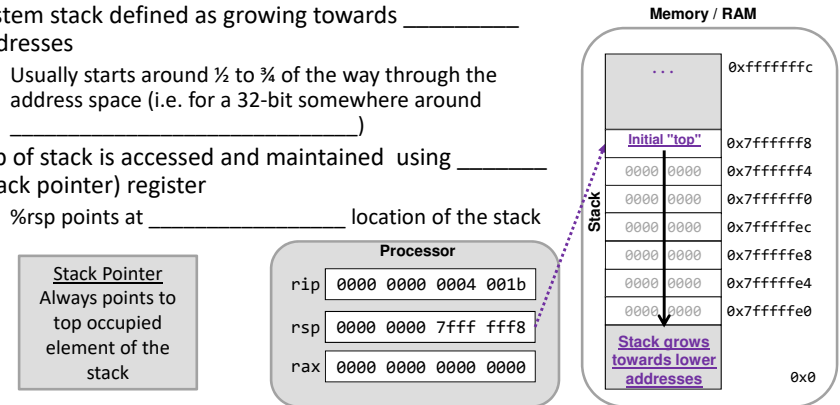 stem stack defined as growing towards _________
dresses
Usually starts around ½ to ¾ of the way through the
address space (i.e. for a 32-bit somewhere around
______________________________)
p of stack is accessed and maintained using _______
ack pointer) register
%rsp points at _________________ location of the stack
Stack Pointer
Always points to
top occupied
element of the
stack
Processor
rip 0000 0000 0004 001b
rsp 0000 0000 7fff fff8
rax 0000 0000 0000 0000
Memory / RAM
... 0xfffffffc
Initial "top" 0x7ffffff8
0000 0000 0x7ffffff4
0000 0000 0x7ffffff0
0000 0000 0x7fffffec
0000 0000 0x7fffffe8
0000 0000 0x7fffffe4
0000 0000 0x7fffffe0
Stack
Stack grows
towards lower
addresses 0x0